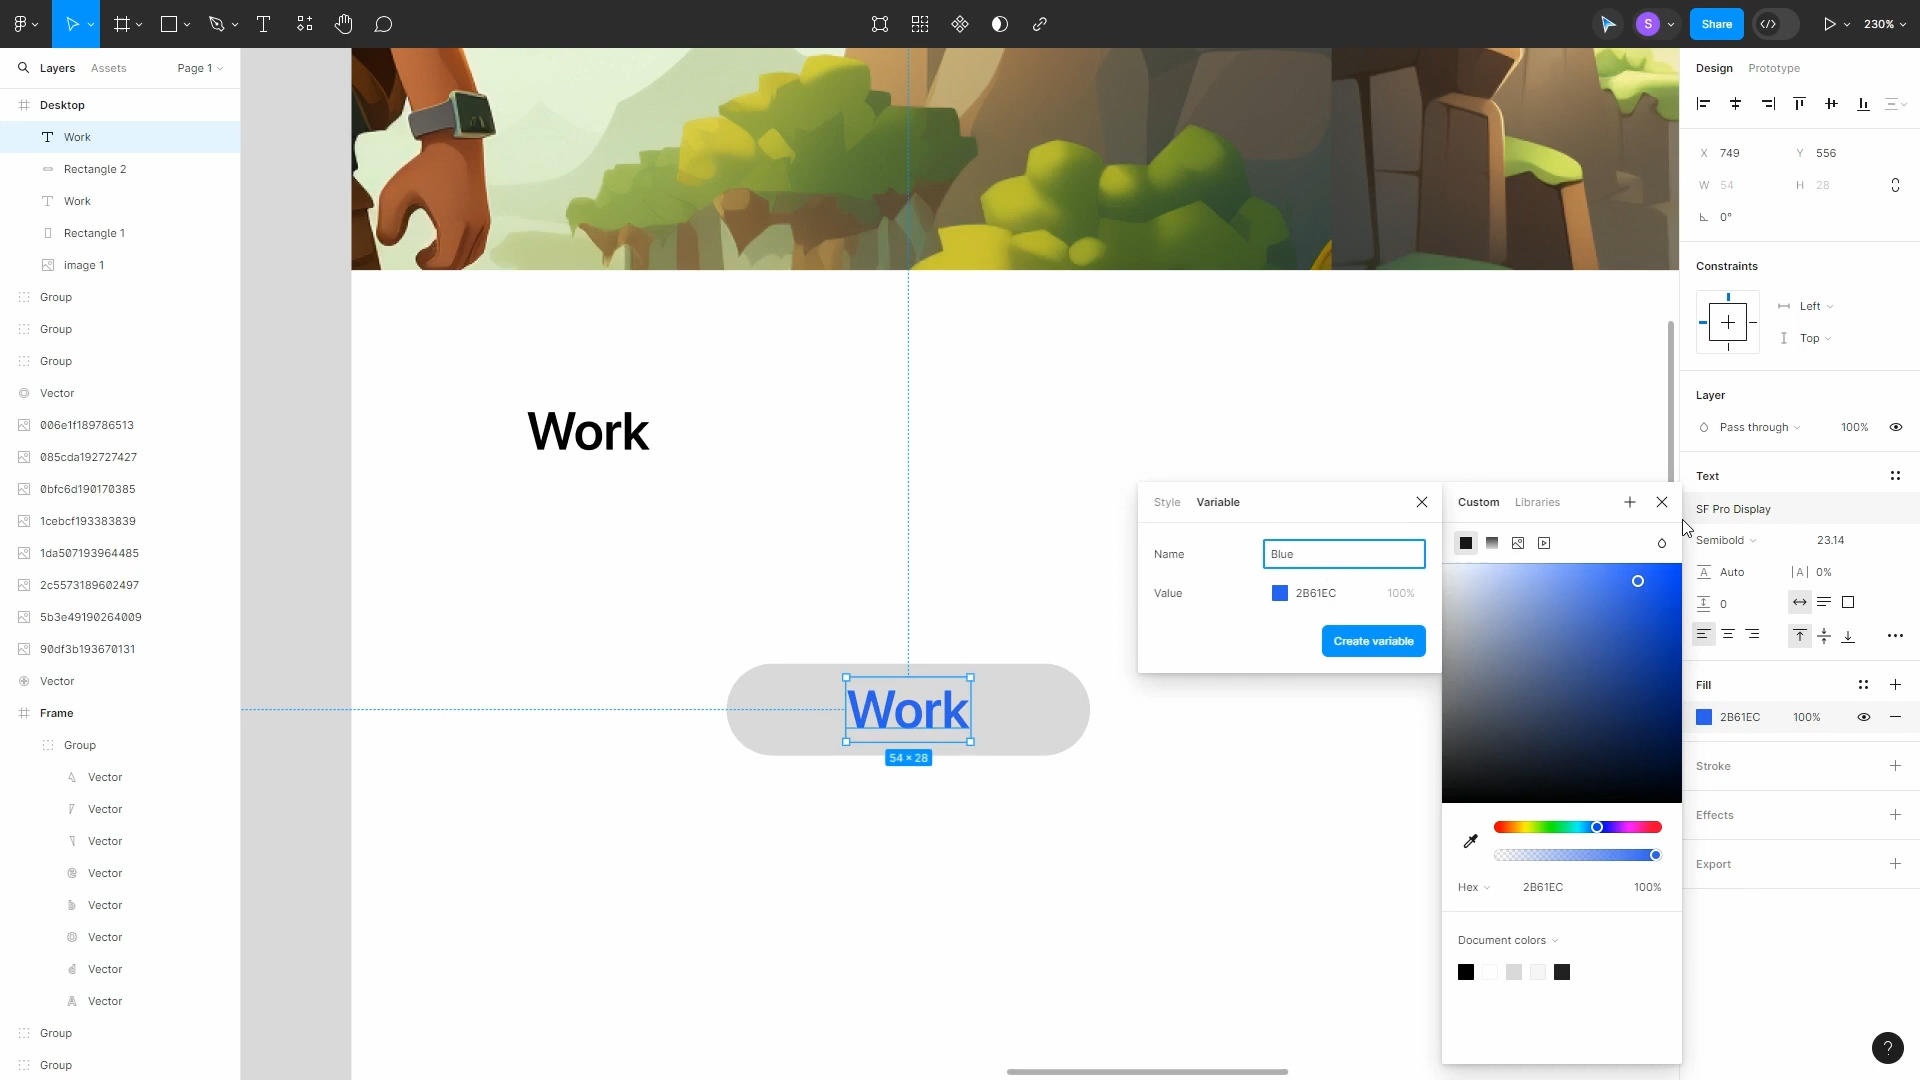 S
Share
230%
Layers
Assets
Page 1
Design
Prototype
Desktop
Work
Rectangle 2
Work
Rectangle 1
image 1
Group
Group
Group
Vector
006e1f189786513
085cda192727427
0bfc6d190170385
1cebcf193383839
1da507193964485
2c5573189602497
5b3e49190264009
90df3b193670131
Vector
Frame
Group
Vector
Vector
Vector
Vector
Vector
Vector
Vector
Vector
Group
Group
Work
Work
54 × 28
Style
Variable
Name
Blue
Value
2B61EC
100%
Create variable
Custom
Libraries
Hex
2B61EC
100%
Document colors
X 749
Y 556
W 54
H 28
0°
Constraints
Left
Top
Layer
Pass through
100%
Text
SF Pro Display
Semibold
23.14
A Auto
|A| 0%
0
Fill
2B61EC
100%
Stroke
Effects
Export
?